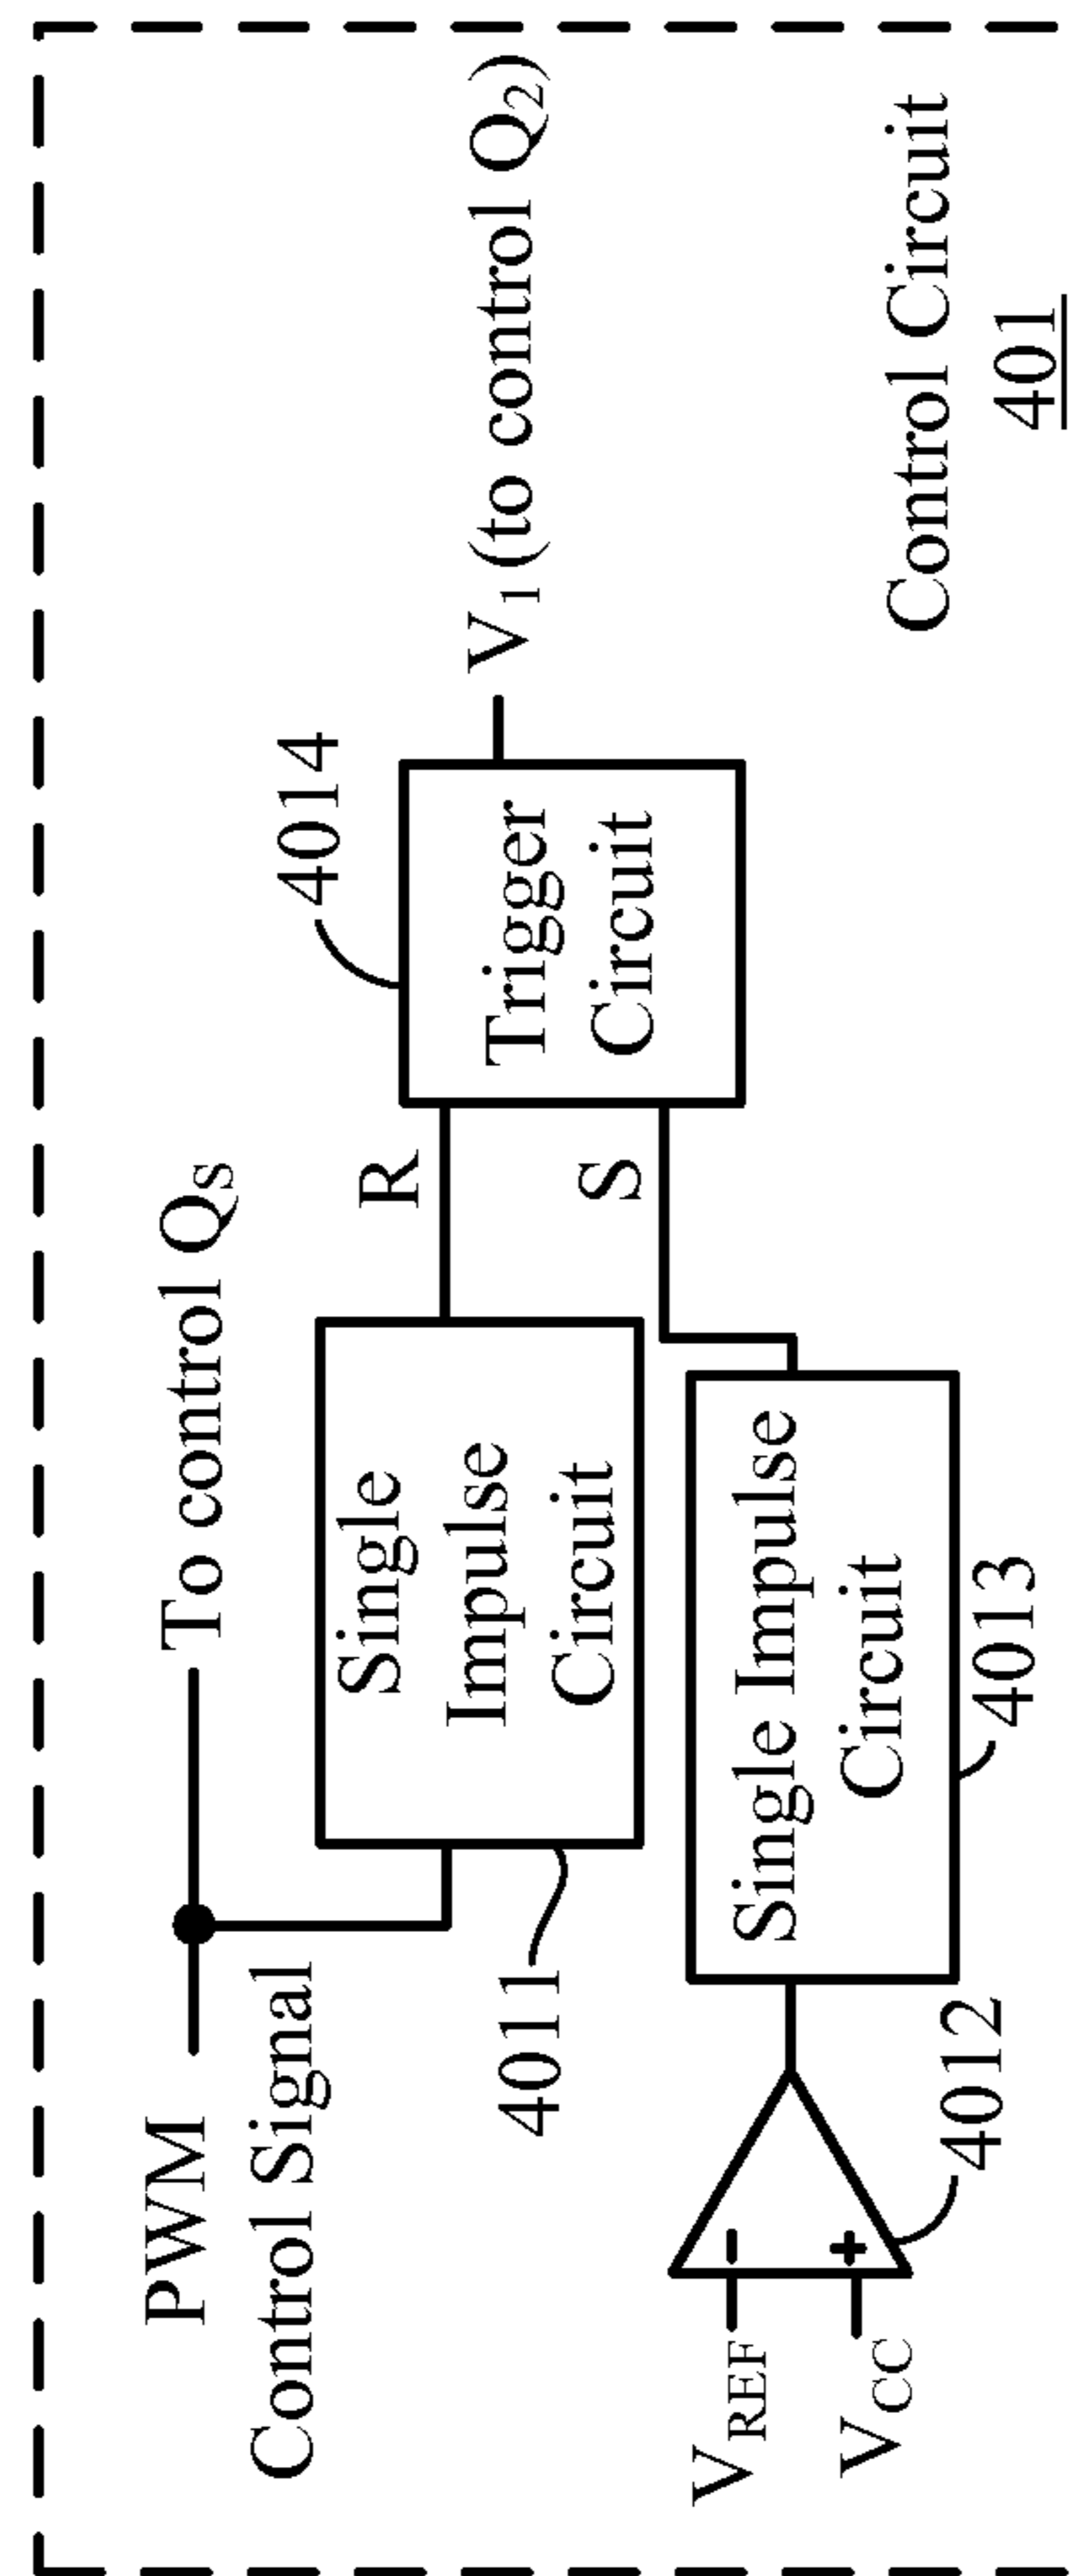 PWM
Control Signal
To control QS
4011
Single
Impulse
Circuit
R
4014
Trigger
Circuit
V1 (to control Q2)
VREF
VCC
-
+
4012
Single Impulse
Circuit
4013
S
Control Circuit
401